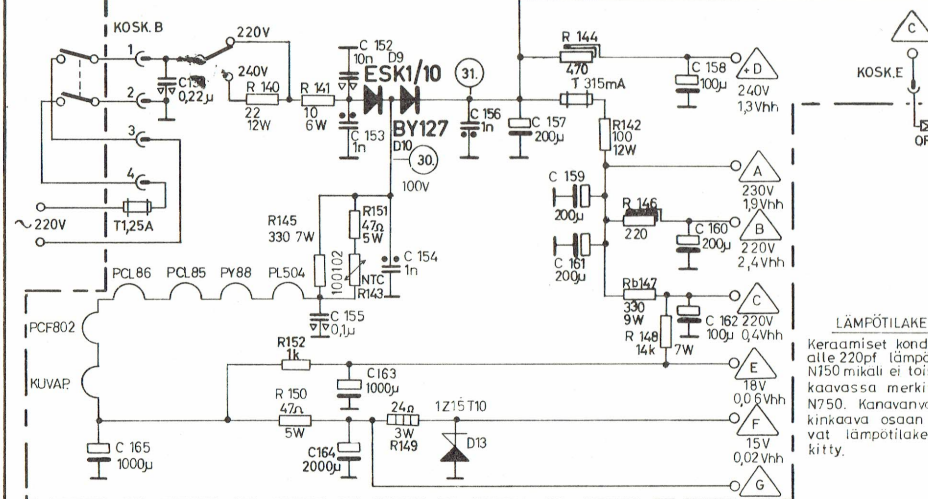 KOSK. B
220V
240V
1
2
3
4
0,22µ
R 140
22
12W
R 141
10
6W
C 152
10n
D9
ESK1/10
BY127
D10
C 153
1n
31.
30.
100V
C 156
1n
C 157
200µ
R 144
470
T 315mA
C 158
100µ
+D
240V
1,3Vhh
R142
100
12W
A
230V
1,9Vhh
C 159
200µ
R 146
220
C 160
200µ
B
220V
2,4Vhh
C 161
200µ
Rb147
330
9W
R 148
14k
7W
C 162
100µ
C
220V
0,4Vhh
~220V
T1,25A
R145
330 7W
R151
47Ω
5W
100102
NTC
R143
C 154
1n
C 155
0,1µ
PCL86
PCL85
PY88
PL504
PCF802
KUVAP.
R152
1k
C163
1000µ
E
18V
0,06Vhh
R 150
47Ω
5W
24Ω
3W
R149
1Z15T10
D13
F
15V
0,02Vhh
C 165
1000µ
C164
2000µ
G
C
KOSK.E
LÄMPÖTILAKE
Keraamiset kond
alle 220pf lämpö
N150 mikali ei tois
kaavassa merki
N750. Kanavanva
kinkaava osaan
vat lämpötilake
kitty.